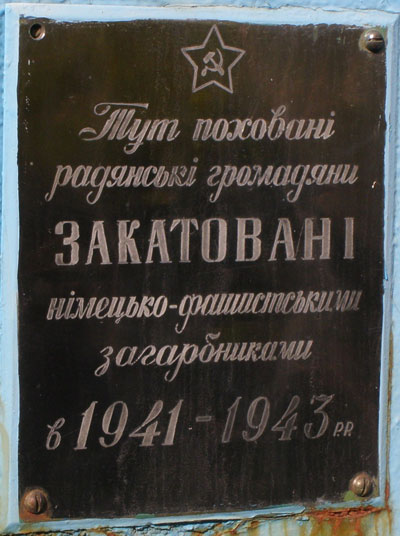 Тут поховані
радянські громадяни
ЗАКАТОВАНІ
німецько-фашистськими
загарбниками
в 1941-1943 р.р.